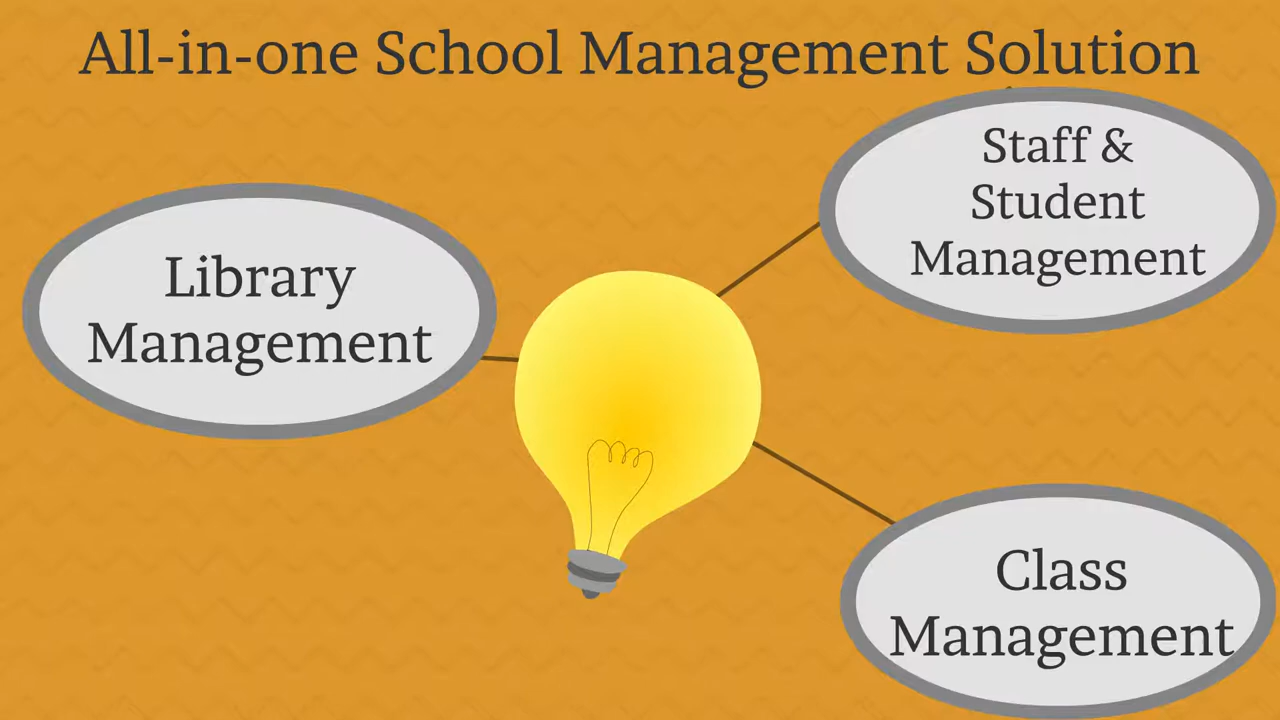 All-in-one School Management Solution
Staff &
Student
Management
Library
Management
Class
Management